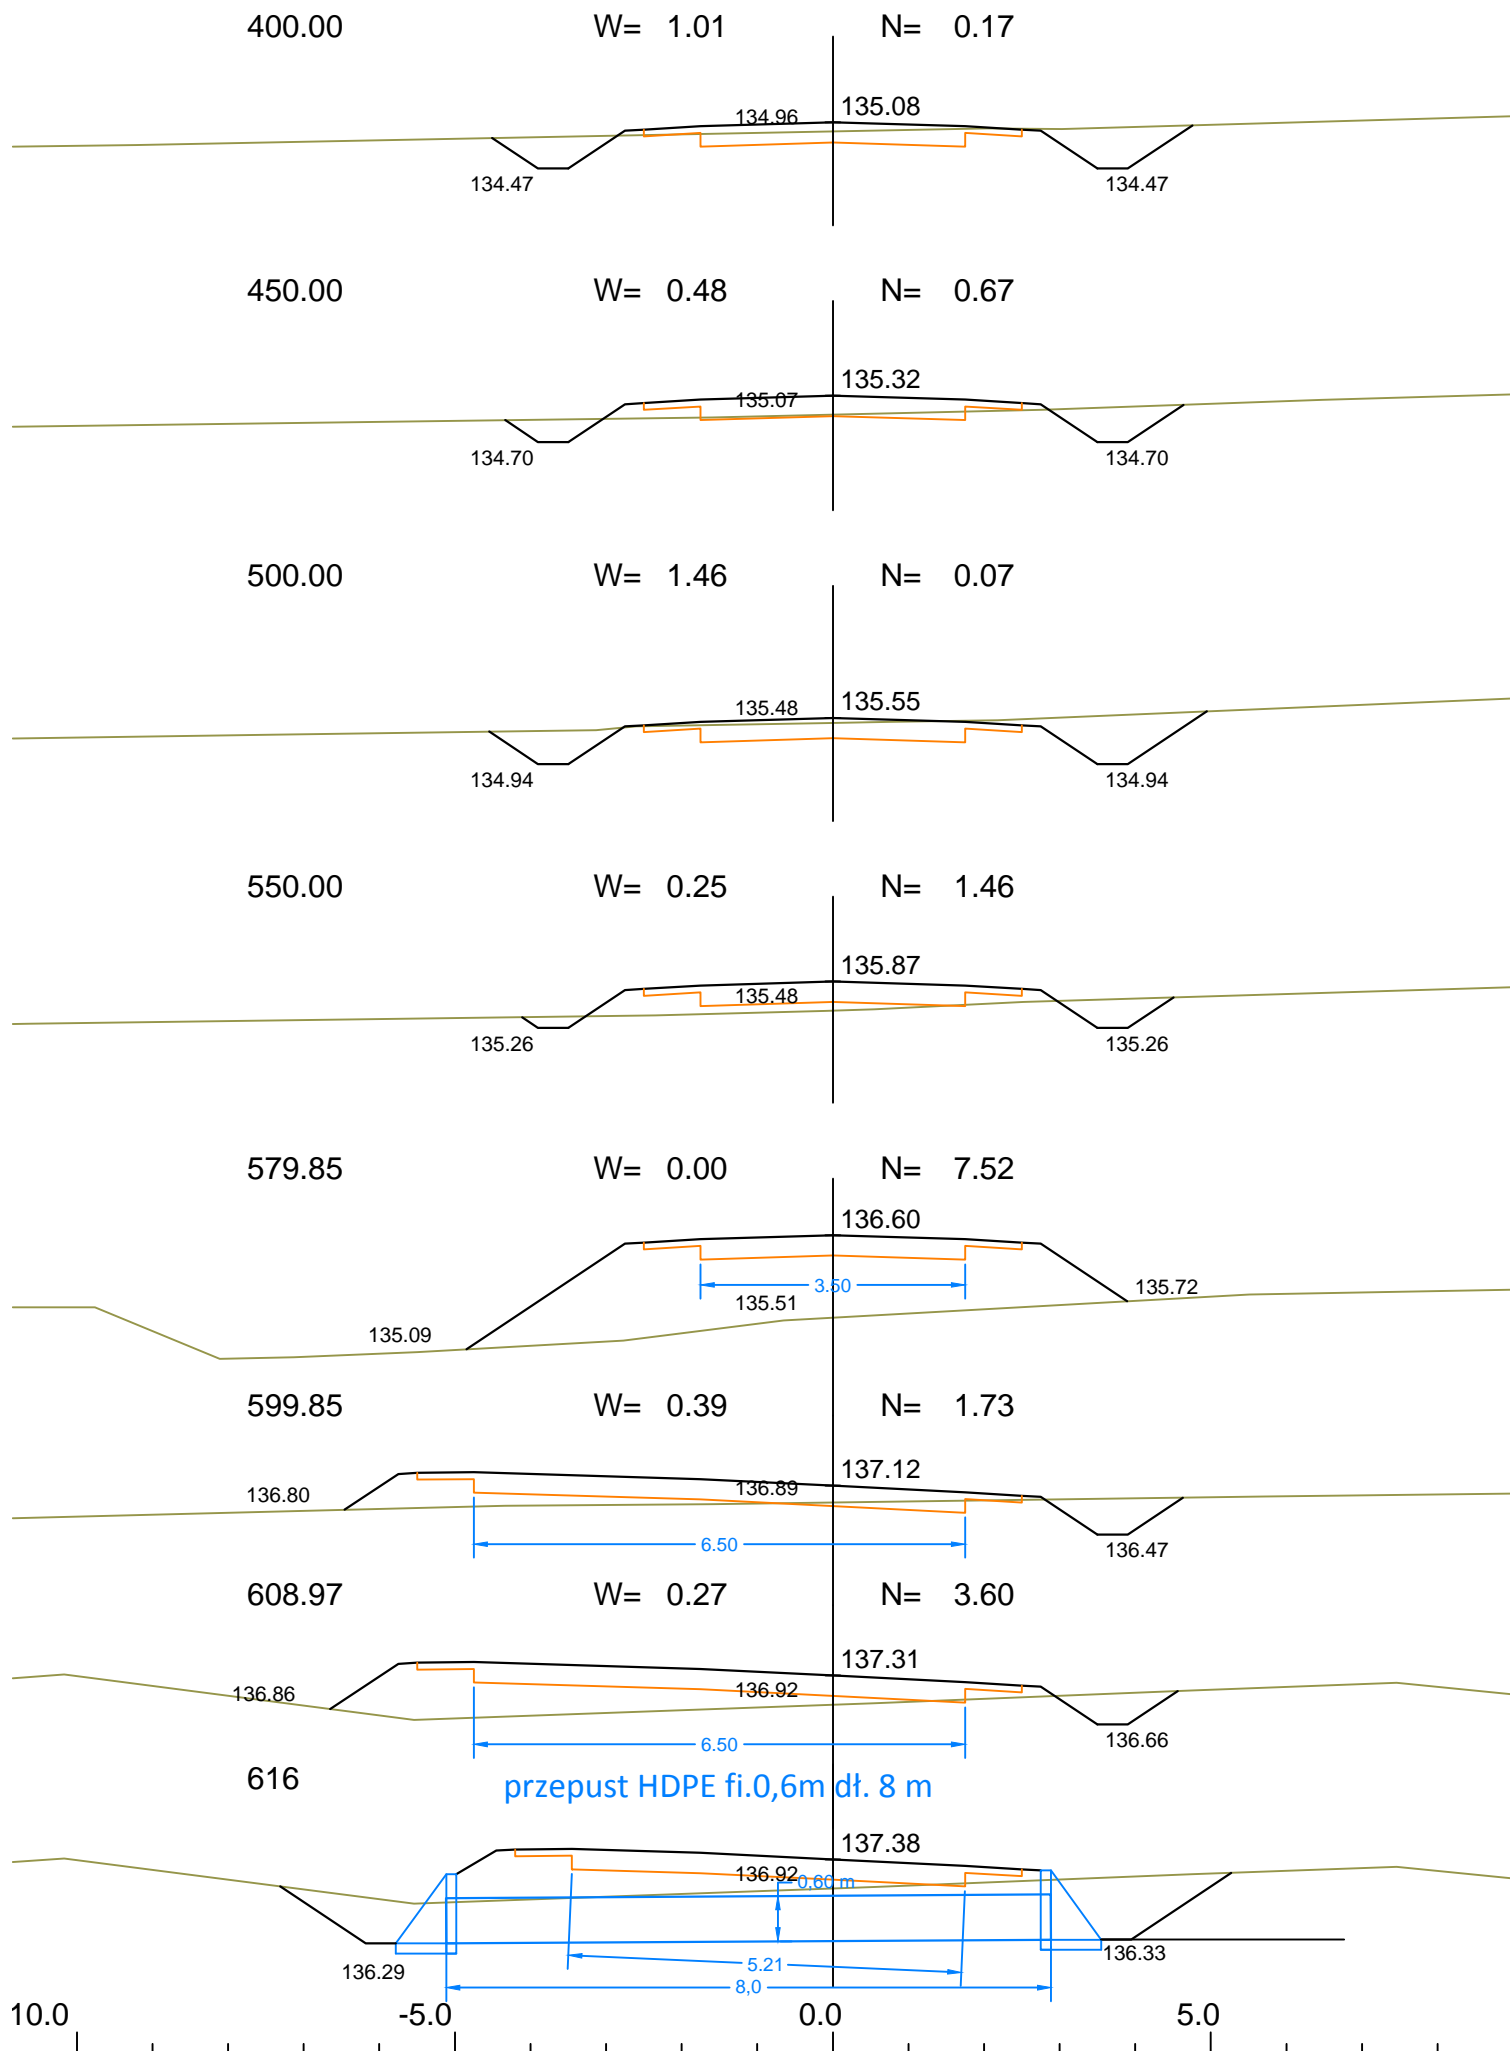 400.00 W= 1.01 N= 0.17
134.96 135.08
134.47 134.47
450.00 W= 0.48 N= 0.67
135.07 135.32
134.70 134.70
500.00 W= 1.46 N= 0.07
135.48 135.55
134.94 134.94
550.00 W= 0.25 N= 1.46
135.48 135.87
135.26 135.26
579.85 W= 0.00 N= 7.52
136.60
3.50
135.09 135.51 135.72
599.85 W= 0.39 N= 1.73
136.80 136.89 137.12
6.50 136.47
608.97 W= 0.27 N= 3.60
136.86 136.92 137.31
6.50 136.66
616 przepust HDPE fi.0,6m dł. 8 m
136.92 137.38
0,60 m
136.29 5.21 136.33
8,0
10.0 -5.0 0.0 5.0